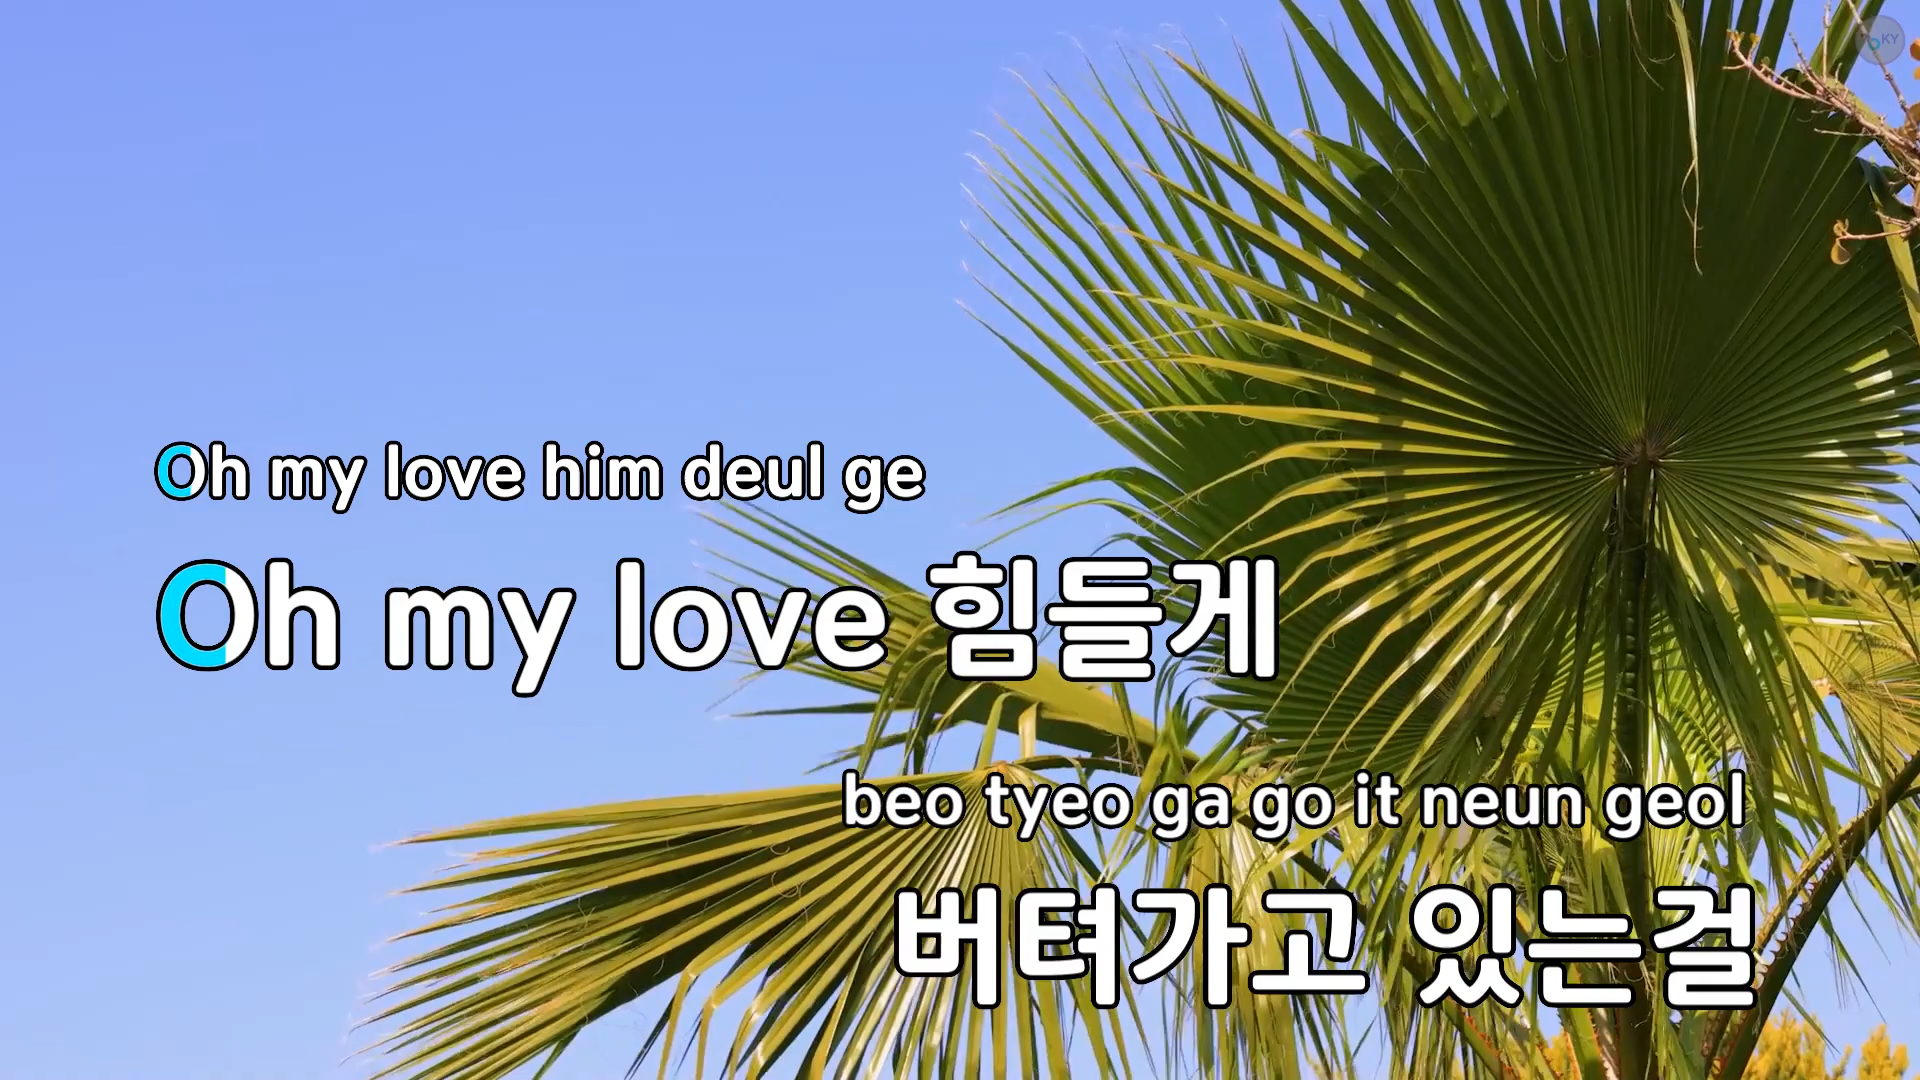 KY
Oh my love him deul ge
Oh my love 힘들게
beo tyeo ga go it neun geol
버텨가고 있는걸